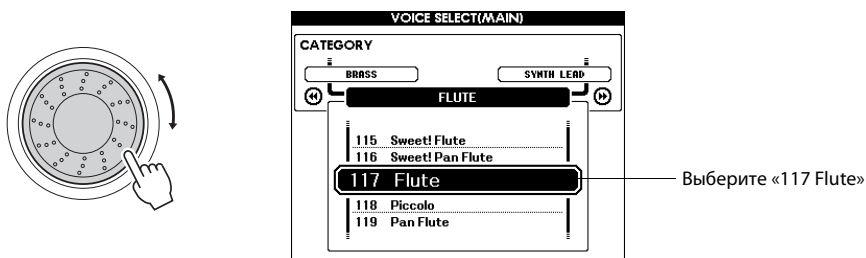 VOICE SELECT(MAIN)
CATEGORY
BRASS
SYNTH LEAD
FLUTE
115 Sweet! Flute
116 Sweet! Pan Flute
117 Flute
Выберите «117 Flute»
118 Piccolo
119 Pan Flute